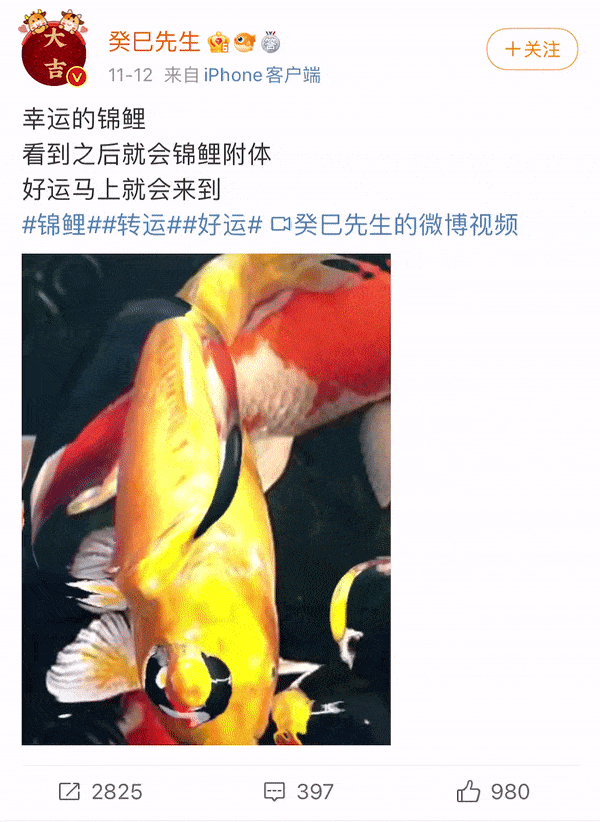 大吉
癸巳先生
+关注
11-12 来自 iPhone客户端
幸运的锦鲤
看到之后就会锦鲤附体
好运马上就会来到
#锦鲤##转运##好运# 癸巳先生的微博视频
2825 397 980